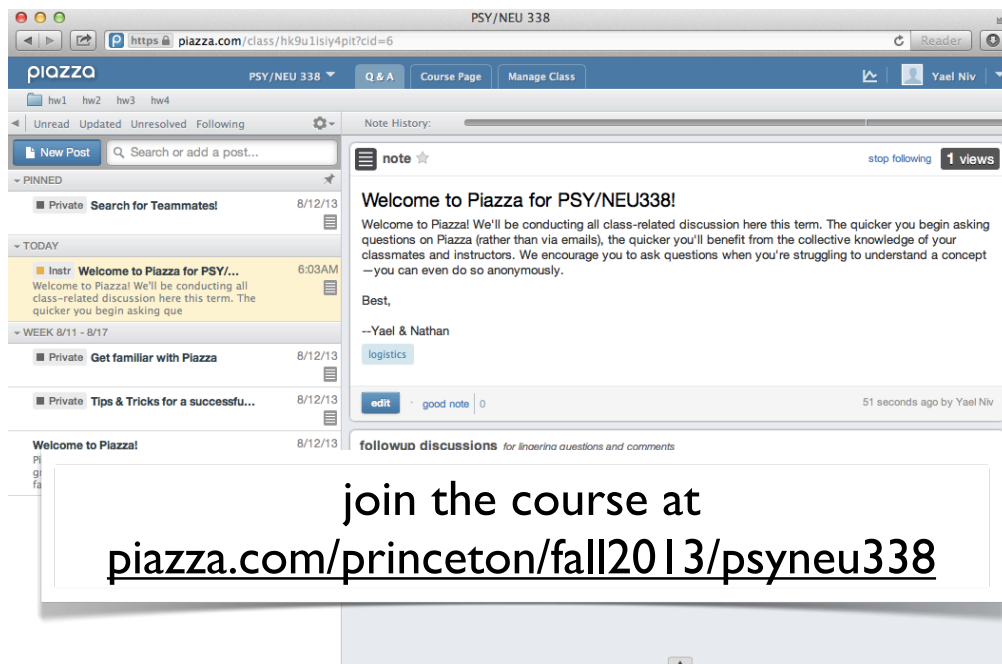 PSY/NEU 338
https piazza.com/class/hk9u1lsiy4pit?cid=6
Reader
piazza
PSY/NEU 338
Q & A
Course Page
Manage Class
Yael Niv
hw1 hw2 hw3 hw4
Unread Updated Unresolved Following
Note History:
New Post
Search or add a post...
PINNED
Private Search for Teammates! 8/12/13
TODAY
Instr Welcome to Piazza for PSY/... 6:03AM
Welcome to Piazza! We'll be conducting all
class-related discussion here this term. The
quicker you begin asking que
WEEK 8/11 - 8/17
Private Get familiar with Piazza 8/12/13
Private Tips & Tricks for a successfu... 8/12/13
Welcome to Piazza! 8/12/13
note
stop following 1 views
Welcome to Piazza for PSY/NEU338!
Welcome to Piazza! We'll be conducting all class-related discussion here this term. The quicker you begin asking
questions on Piazza (rather than via emails), the quicker you'll benefit from the collective knowledge of your
classmates and instructors. We encourage you to ask questions when you're struggling to understand a concept
—you can even do so anonymously.
Best,
--Yael & Nathan
logistics
edit · good note 0
51 seconds ago by Yael Niv
followup discussions for lingering questions and comments
join the course at
piazza.com/princeton/fall2013/psyneu338